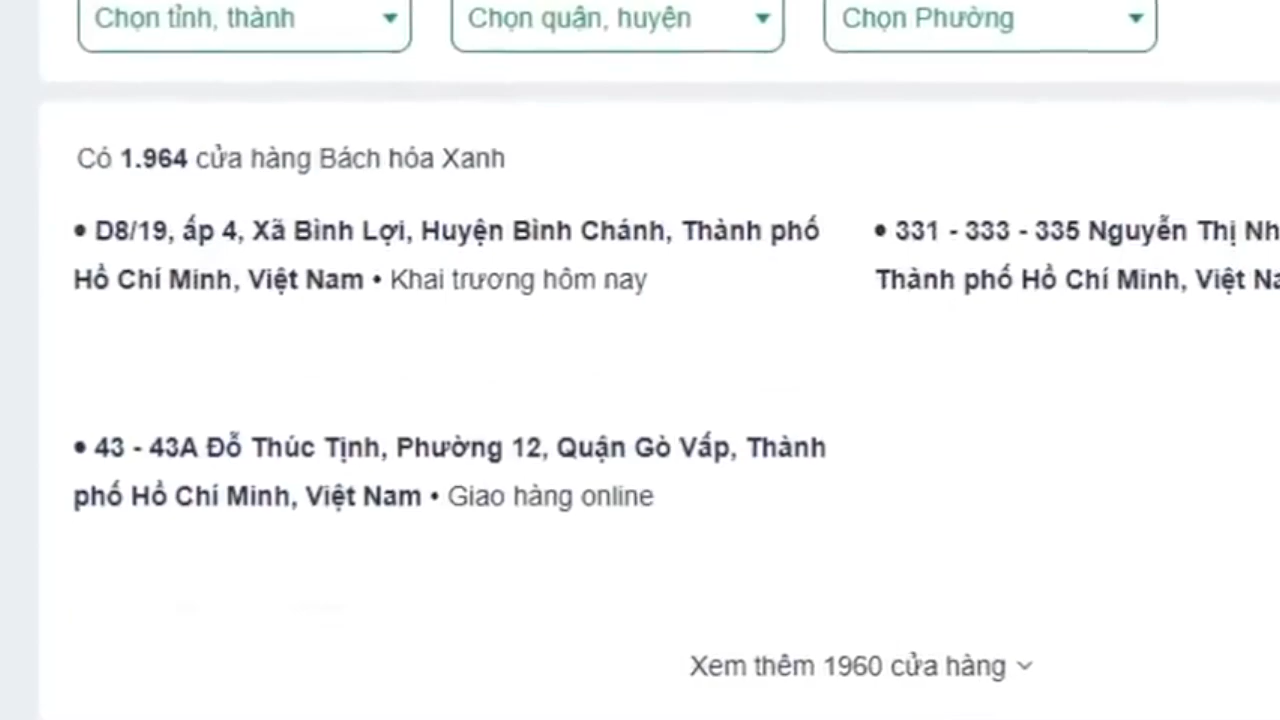 Chọn tỉnh, thành
Chọn quận, huyện
Chọn Phường
Có 1.964 cửa hàng Bách hóa Xanh
• D8/19, ấp 4, Xã Bình Lợi, Huyện Bình Chánh, Thành phố
Hồ Chí Minh, Việt Nam • Khai trương hôm nay
• 331 - 333 - 335 Nguyễn Thị
Thành phố Hồ Chí Minh, Việt
• 43 - 43A Đỗ Thúc Tịnh, Phường 12, Quận Gò Vấp, Thành
phố Hồ Chí Minh, Việt Nam • Giao hàng online
Xem thêm 1960 cửa hàng